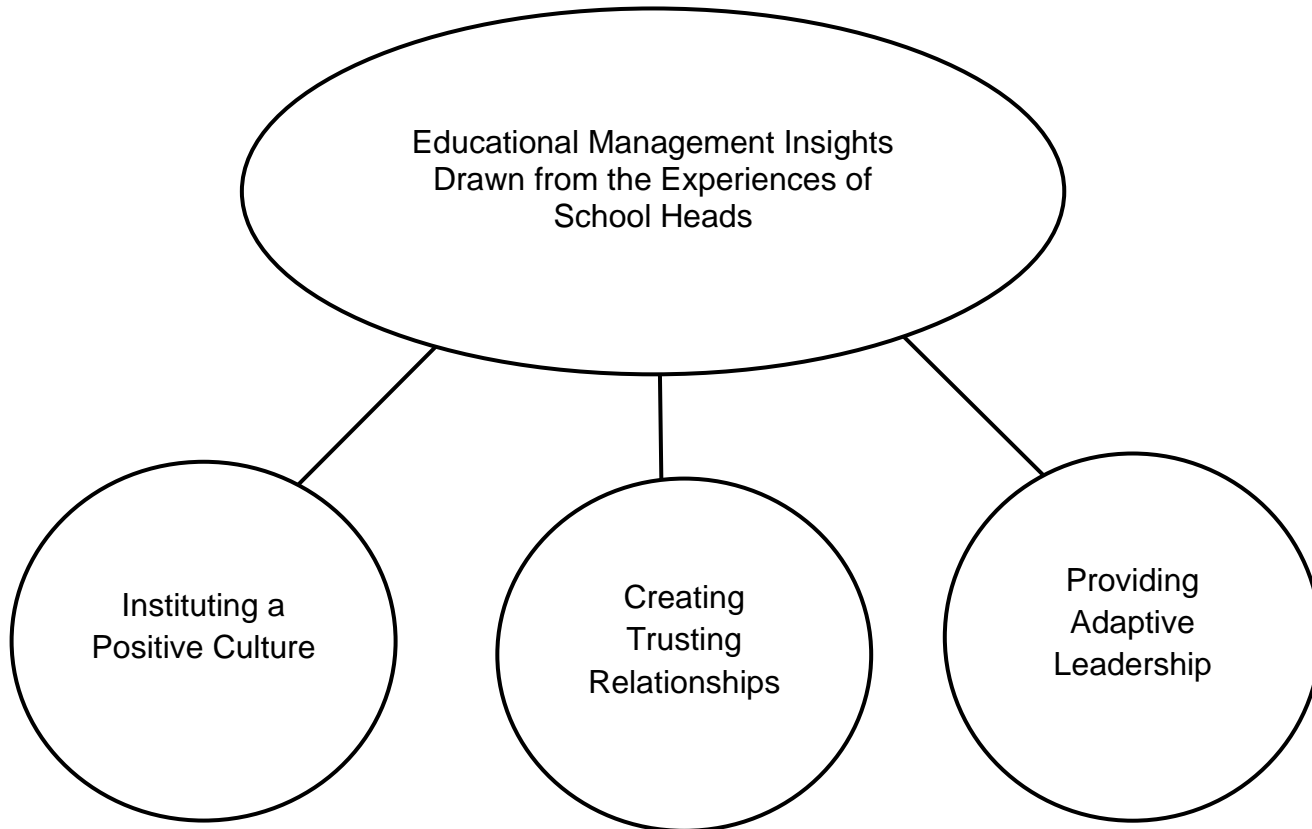 Educational Management Insights
Drawn from the Experiences of
School Heads
Instituting a
Positive Culture
Creating
Trusting
Relationships
Providing
Adaptive
Leadership